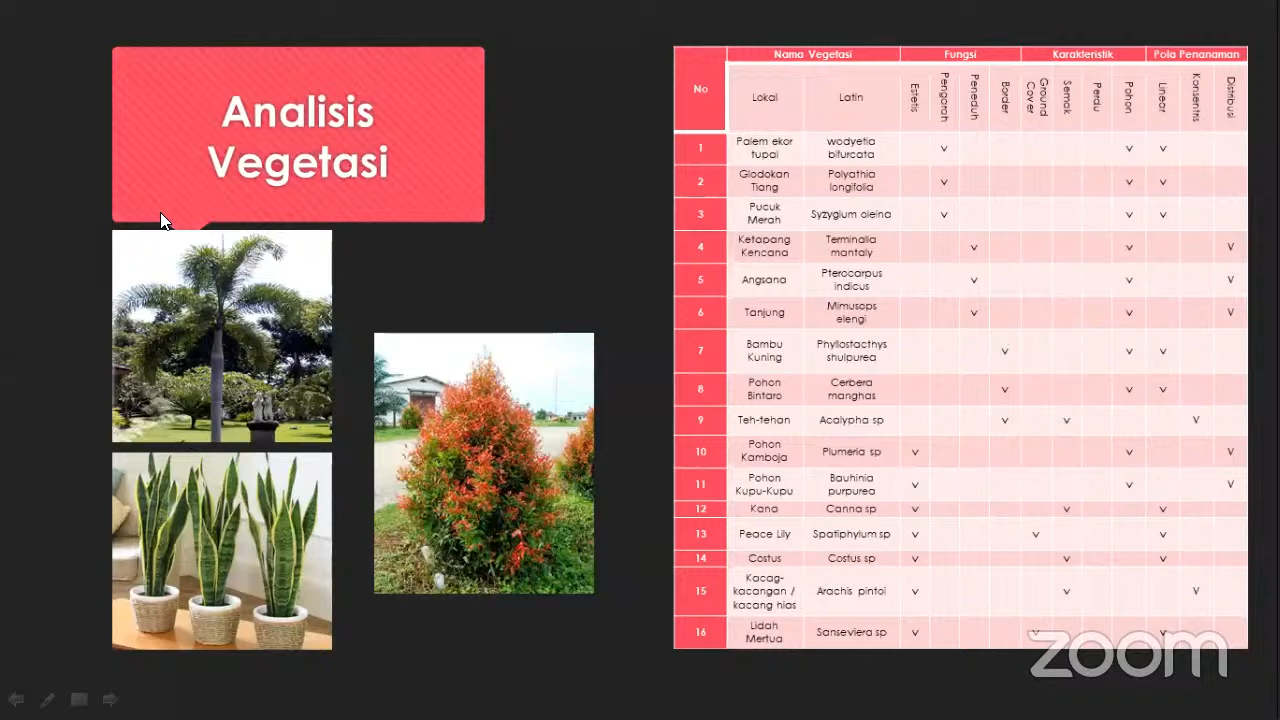 Analisis
Vegetasi
No Nama Vegetasi Fungsi Karakteristik Pola Penanaman
Lokal Latin Estetis Pengarah Peneduh Border Ground Cover Semak Perdu Pohon Linear Konsentris Distribusi
1 Palem ekor tupai wodyetia bifurcata v v v
2 Glodokan Tiang Polyathia longifolia v v v
3 Pucuk Merah Syzygium oleina v v v
4 Ketapang Kencana Terminalia mantaly v v V
5 Angsana Pterocarpus indicus v v V
6 Tanjung Mimusops elengi v v V
7 Bambu Kuning Phyllostacthys shulpurea v v v
8 Pohon Bintaro Cerbera manghas v v v
9 Teh-tehan Acalypha sp v v V
10 Pohon Kamboja Plumeria sp v v V
11 Pohon Kupu-Kupu Bauhinia purpurea v v V
12 Kana Canna sp v v v
13 Peace Lily Spatiphylum sp v v v
14 Costus Costus sp v v v
15 Kacag-kacangan / kacang hias Arachis pintoi v v V
16 Lidah Mertua Sanseviera sp v v v
zoom